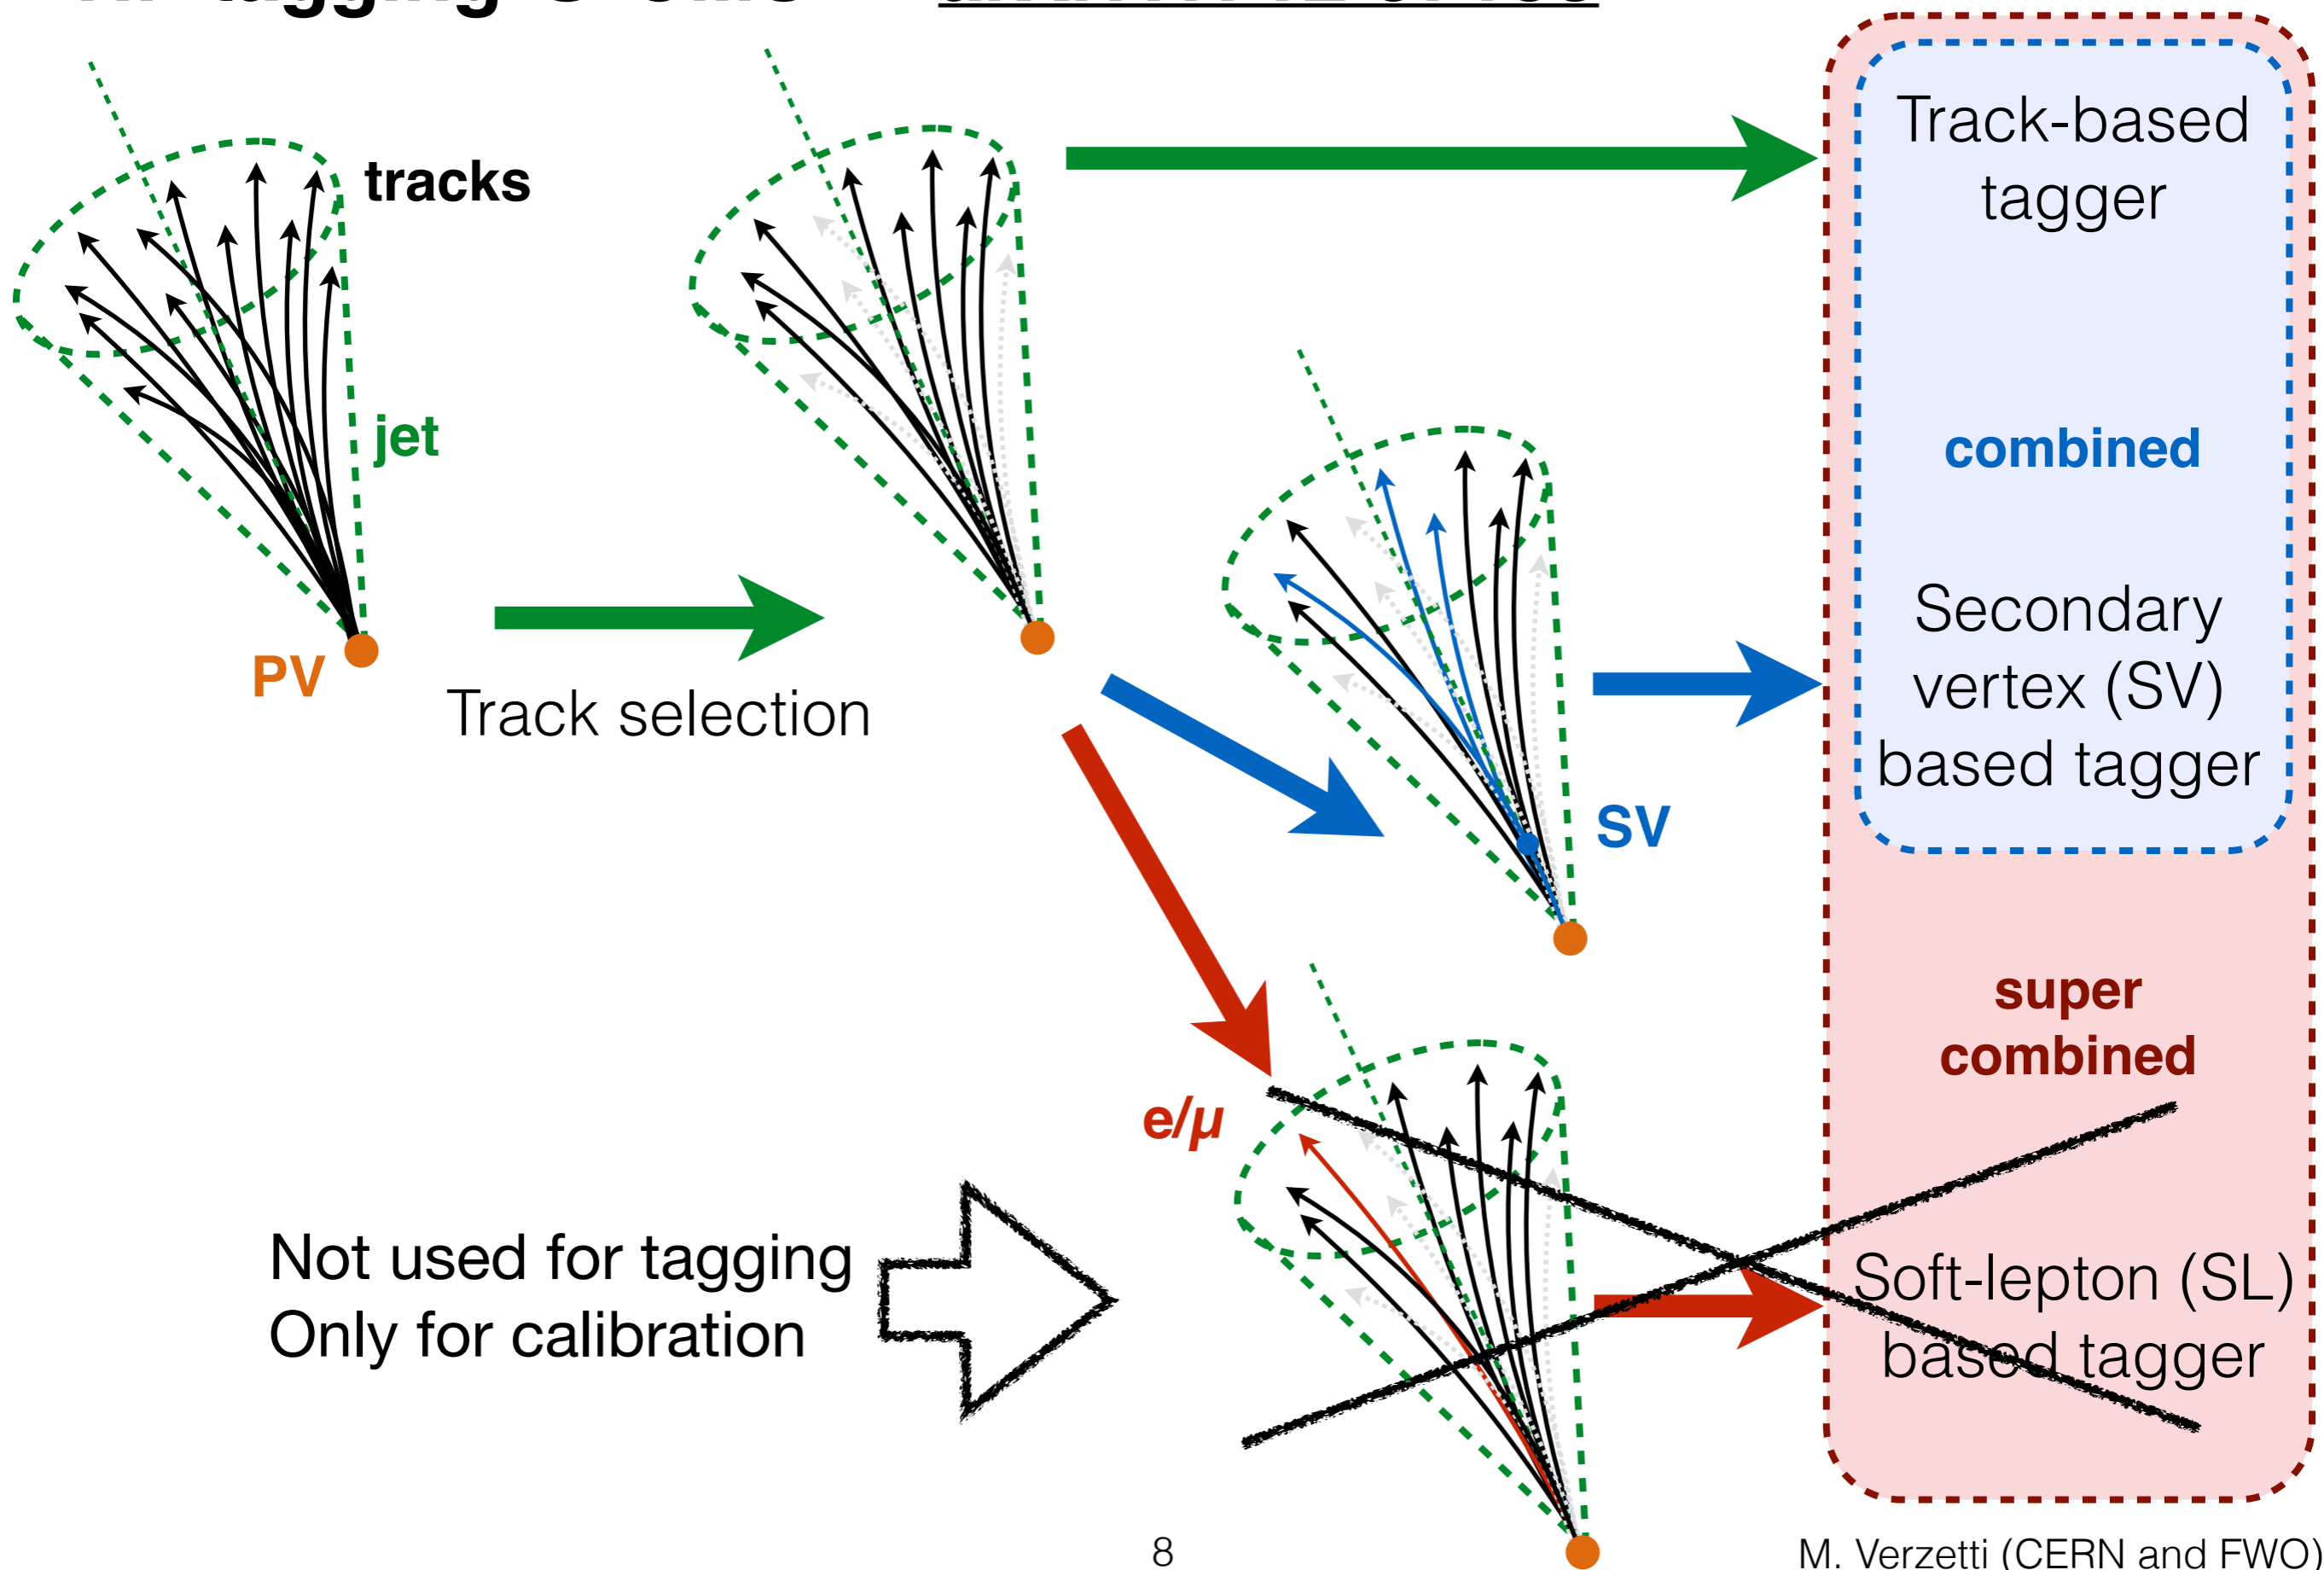 tracks
jet
PV
Track selection
SV
e/μ
Not used for tagging
Only for calibration
Track-based
tagger
combined
Secondary
vertex (SV)
based tagger
super
combined
Soft-lepton (SL)
based tagger
8
M. Verzetti (CERN and FWO)